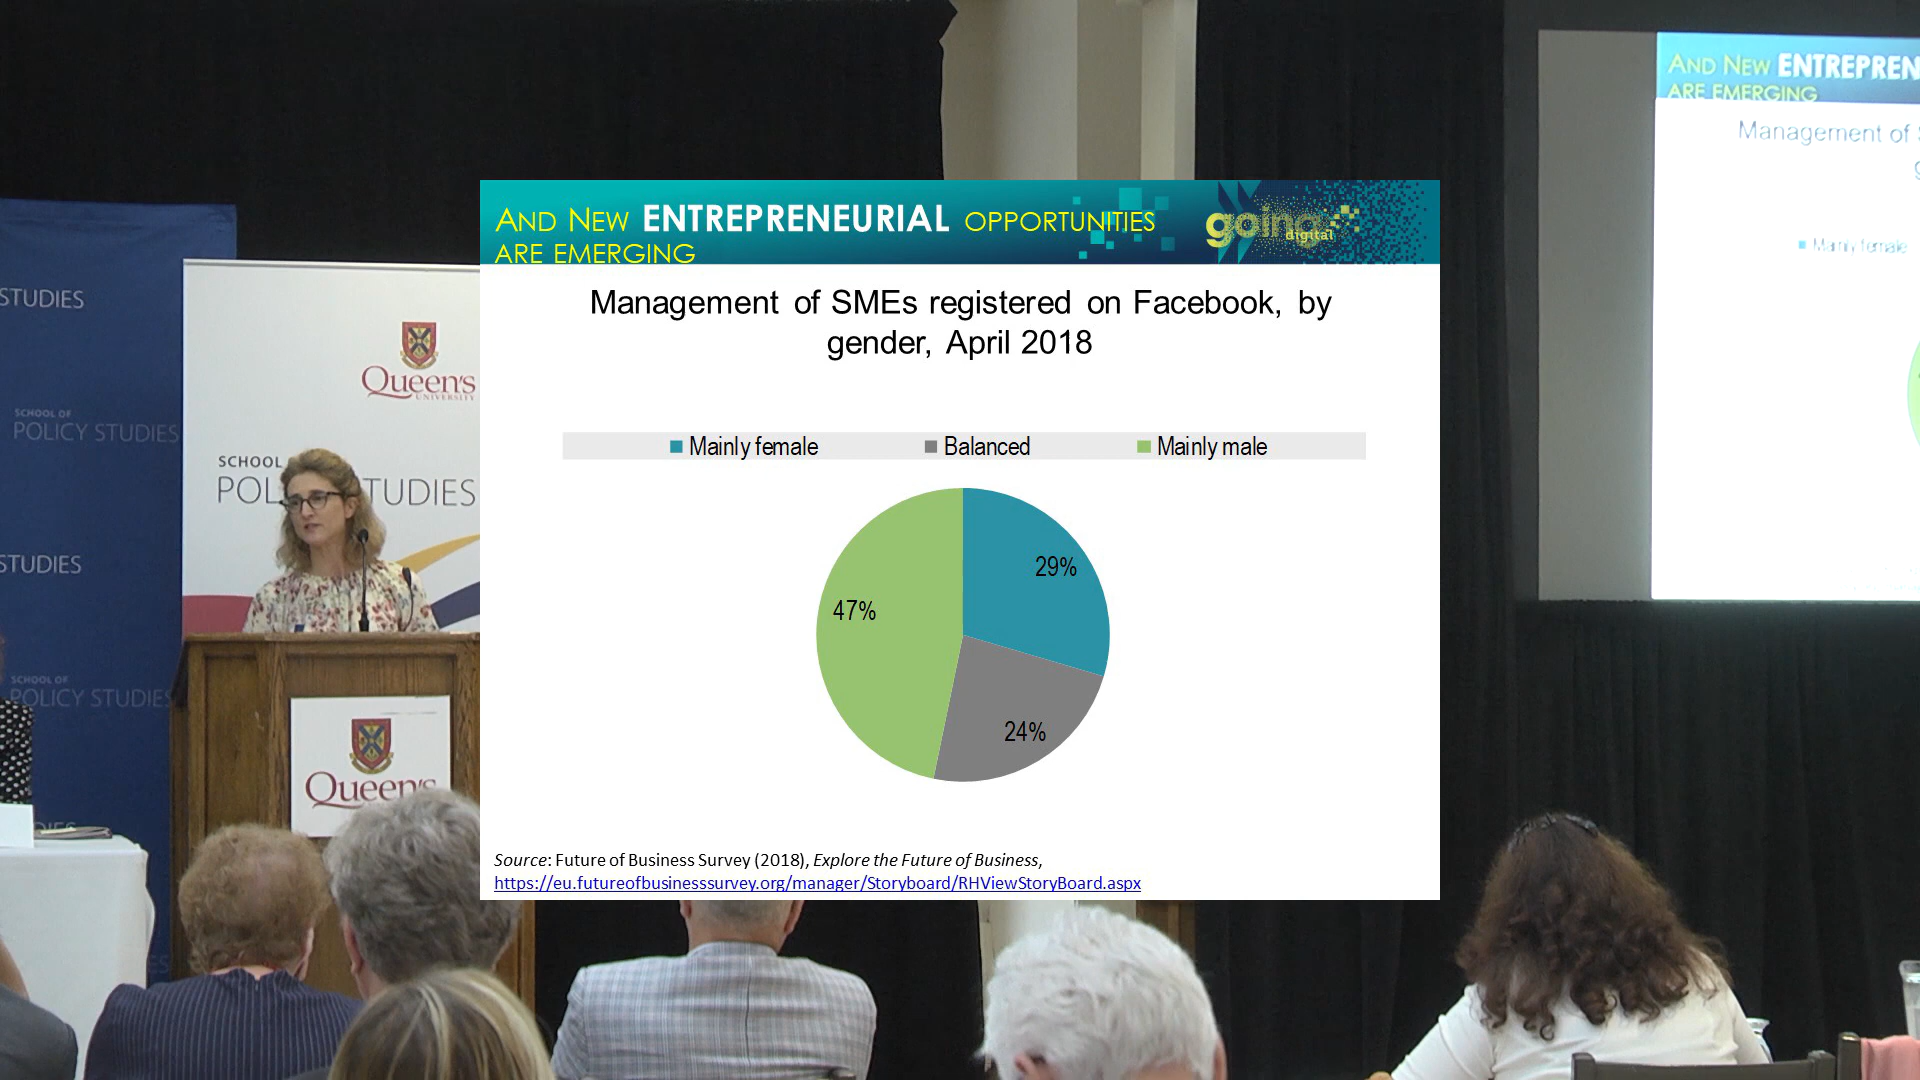 AND NEW ENTREPRENEURIAL OPPORTUNITIES
ARE EMERGING
going
digital
Management of SMEs registered on Facebook, by
gender, April 2018
Mainly female
Balanced
Mainly male
29%
47%
24%
Source: Future of Business Survey (2018), Explore the Future of Business,
https://eu.futureofbusinesssurvey.org/manager/Storyboard/RHViewStoryBoard.aspx
STUDIES
SCHOOL OF
POLICY STUDIES
STUDIES
SCHOOL OF
POLICY STUDIES
Queen's
UNIVERSITY
SCHOOL
POL TUDIES
Queen's
AND NEW ENTREPREN
ARE EMERGING
Management of
Mainly female